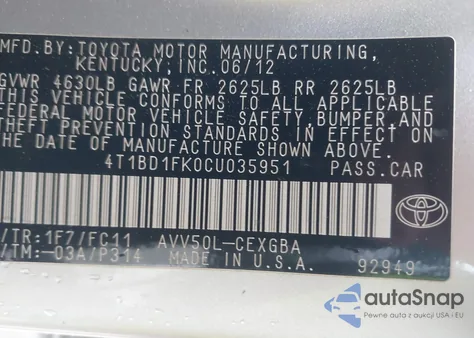 MFD. BY: TOYOTA MOTOR MANUFACTURING,
KENTUCKY, INC. 06/12
GVWR 4630LB GAWR FR 2625LB RR 2625LB
THIS VEHICLE CONFORMS TO ALL APPLICABLE
FEDERAL MOTOR VEHICLE SAFETY, BUMPER, AND
THEFT PREVENTION STANDARDS IN EFFECT ON
THE DATE OF MANUFACTURE SHOWN ABOVE.
4T1BD1FK0CU035951 PASS.CAR
C/TR:1F7/FC11 AVV50L-CEXGBA
A/TM:-03A/P314 MADE IN U.S.A.
92949
TOYOTA
autoSnap
Pewne auta z aukcji USA i EU